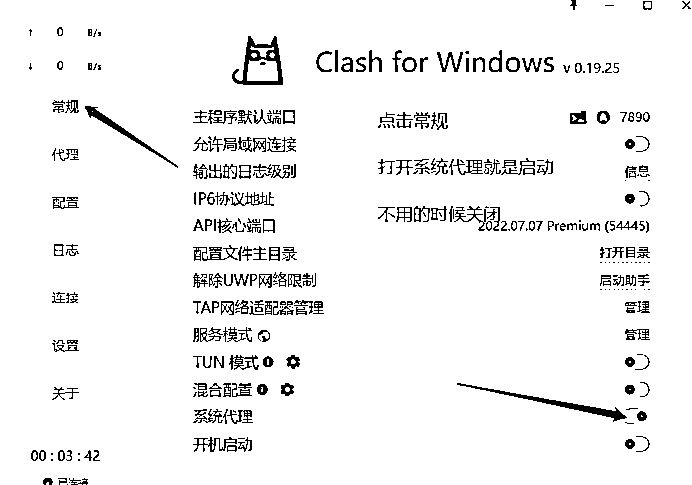 ↑ 0 B/s
↓ 0 B/s
Clash for Windows v 0.19.25
常规
代理
配置
日志
连接
设置
关于
00 : 03 : 42
已连接
主程序默认端口 7890
允许局域网连接
输出的日志级别 信息
IP6协议地址
API核心端口 2022.07.07 Premium (54445)
配置文件主目录 打开目录
解除UWP网络限制 启动助手
TAP网络适配器管理 管理
服务模式 管理
TUN 模式
混合配置
系统代理
开机启动
点击常规
打开系统代理就是启动
不用的时候关闭